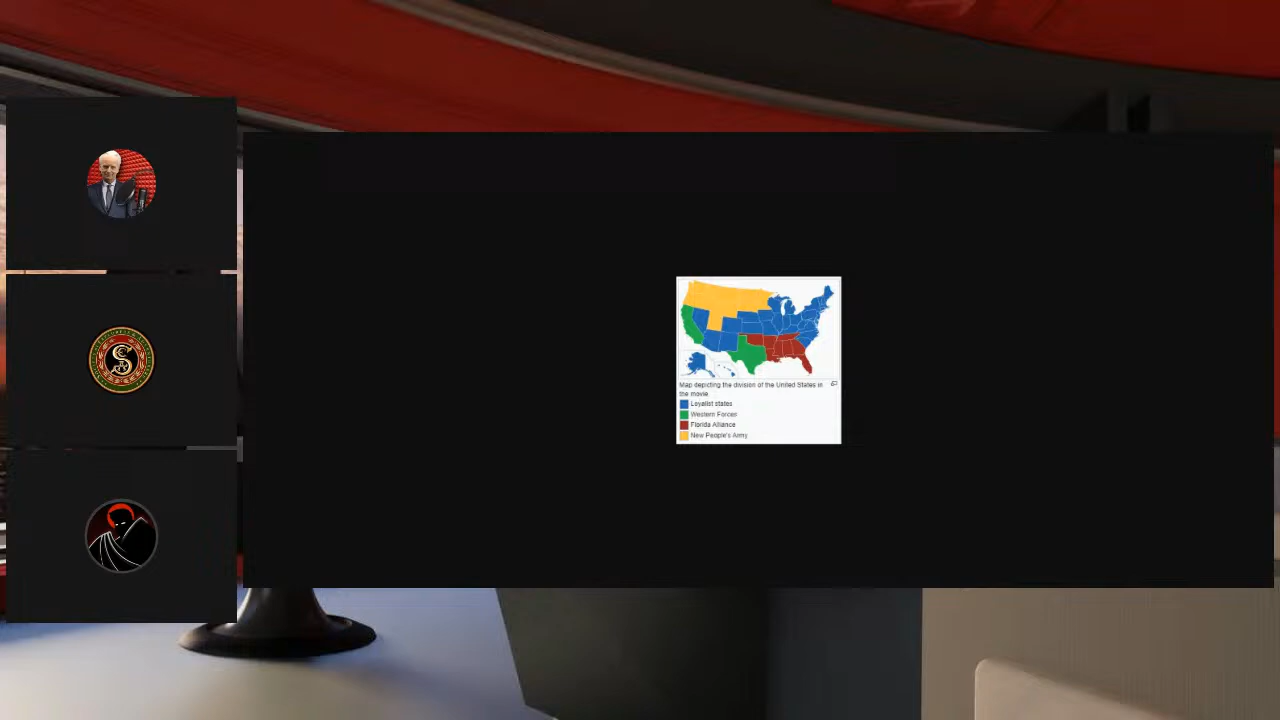 Map depicting the division of the United States in
the movie
Loyalist states
Western Forces
Florida Alliance
New People's Army